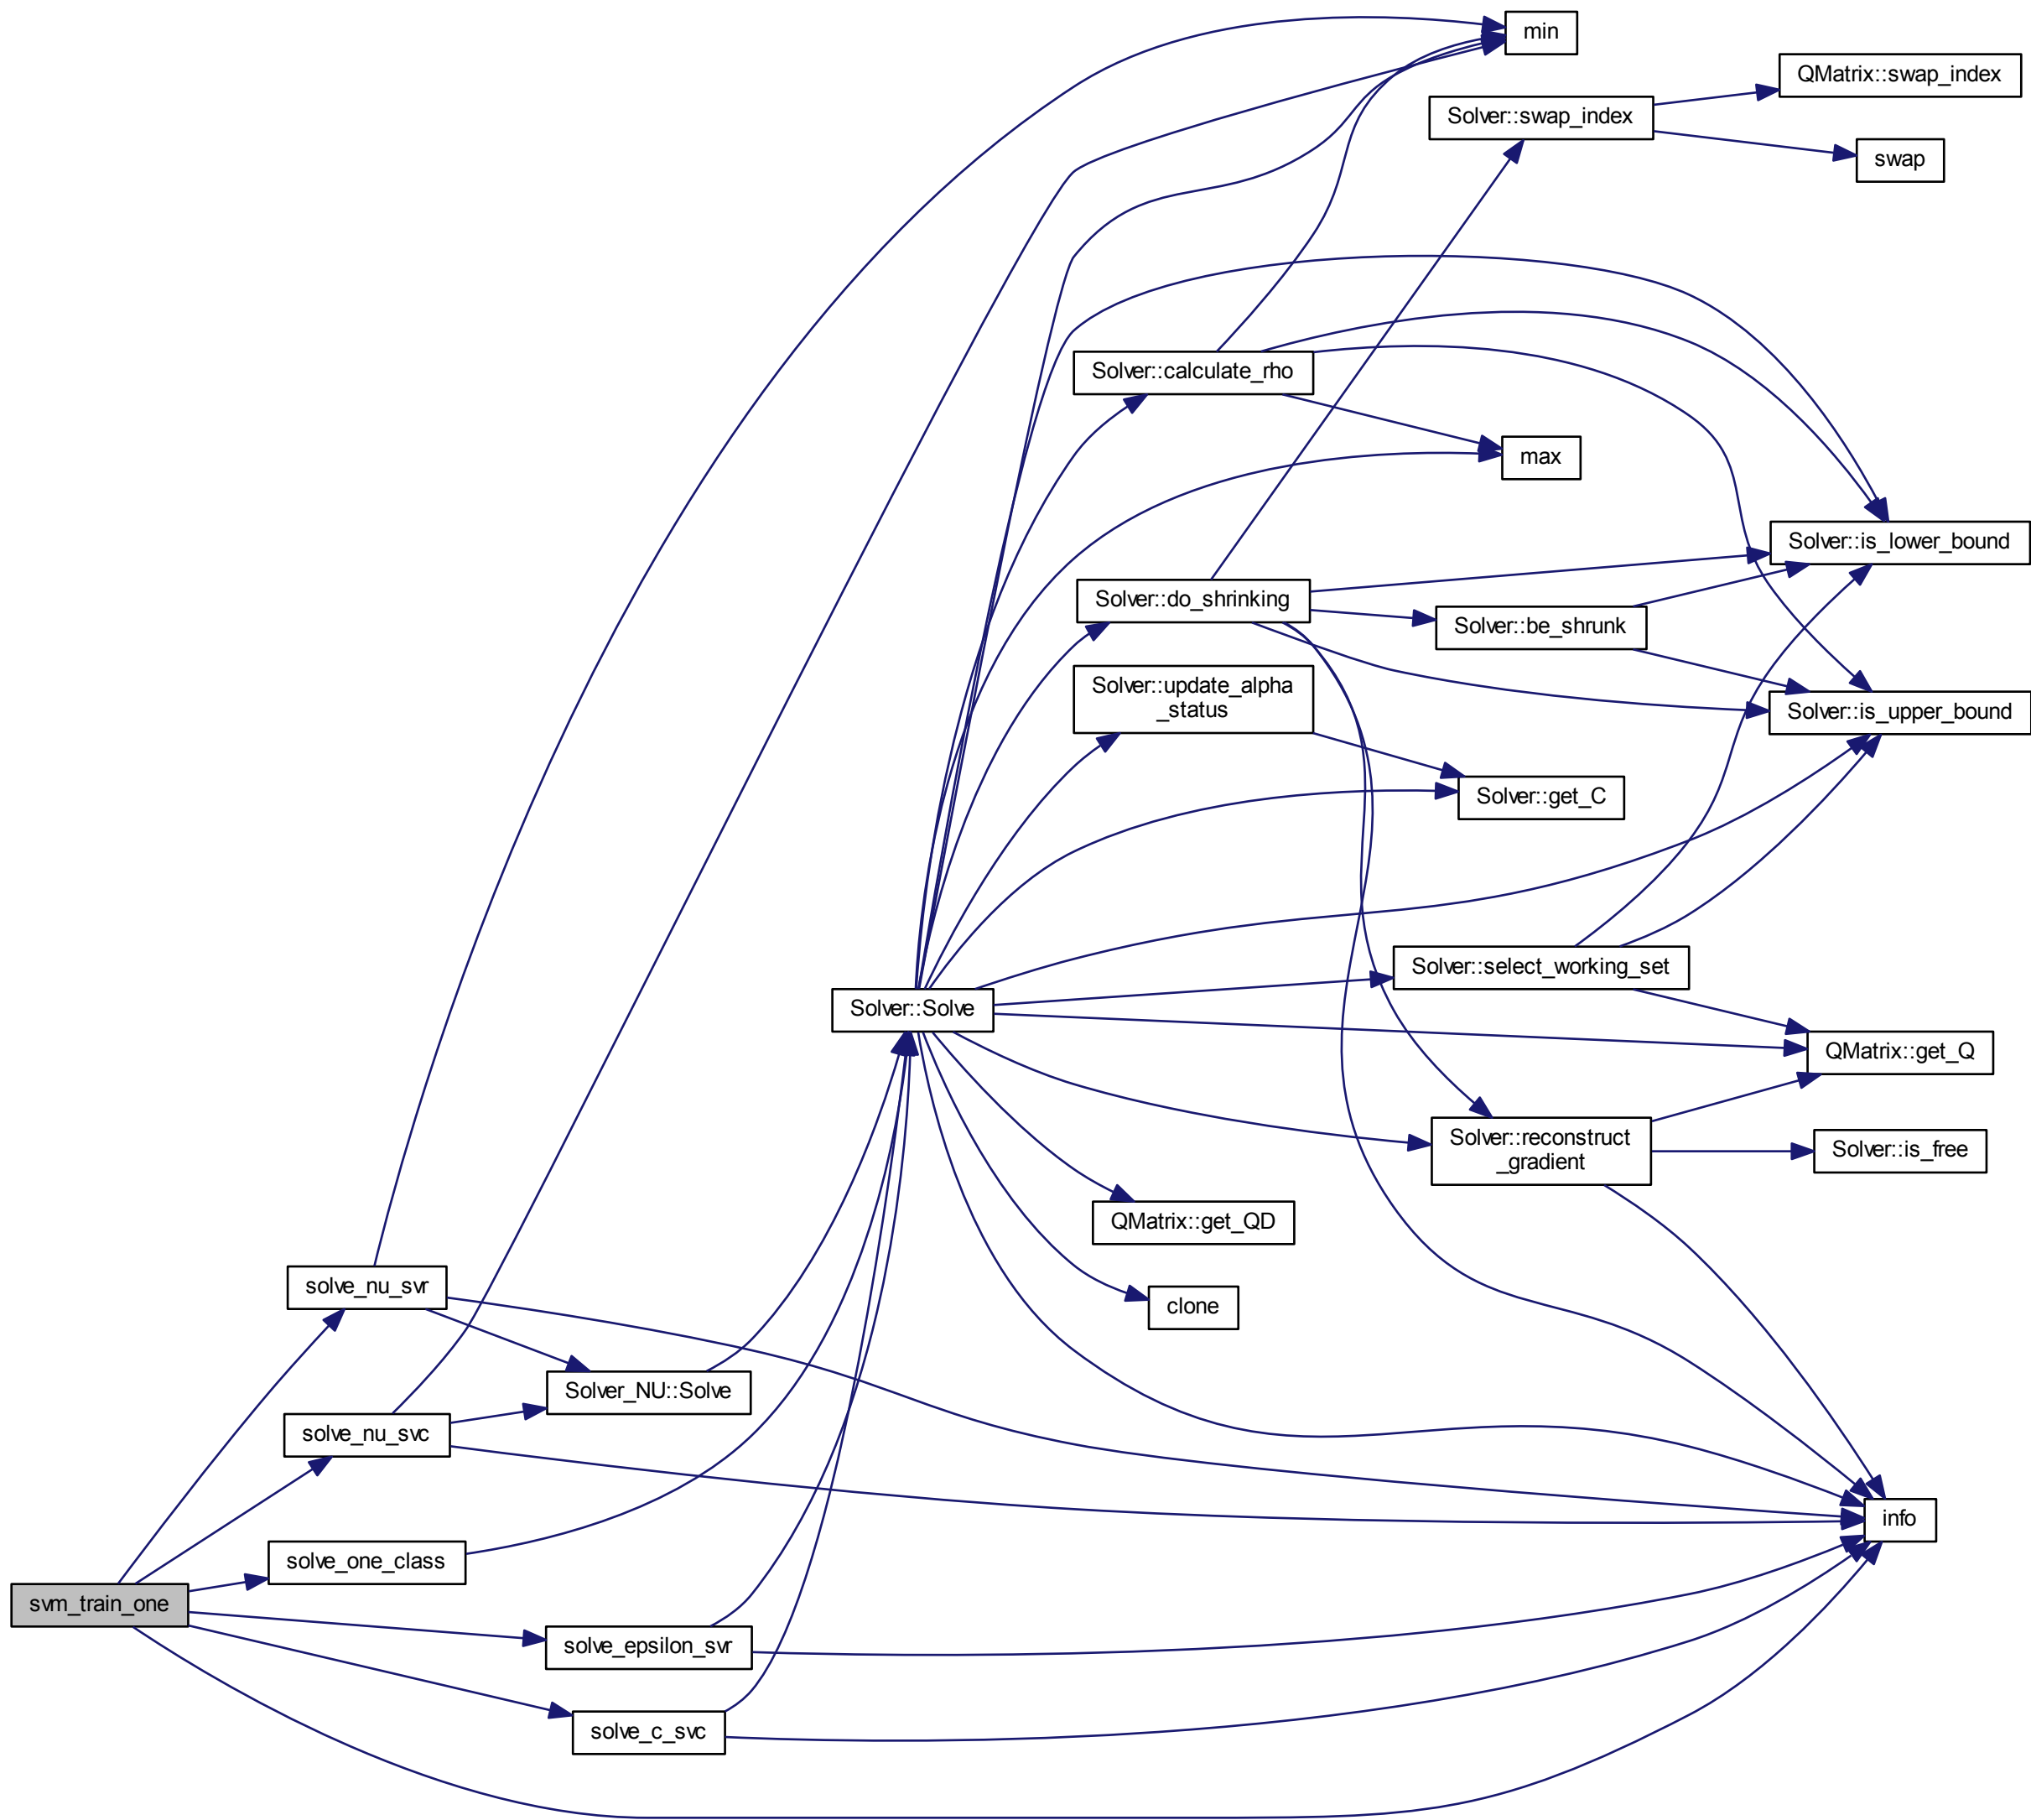 min
QMatrix::swap_index
Solver::swap_index
swap
Solver::calculate_rho
max
Solver::is_lower_bound
Solver::do_shrinking
Solver::be_shrunk
Solver::update_alpha
_status
Solver::is_upper_bound
Solver::get_C
Solver::select_working_set
Solver::Solve
QMatrix::get_Q
Solver::reconstruct
_gradient
Solver::is_free
QMatrix::get_QD
solve_nu_svr
clone
Solver_NU::Solve
solve_nu_svc
info
solve_one_class
svm_train_one
solve_epsilon_svr
solve_c_svc